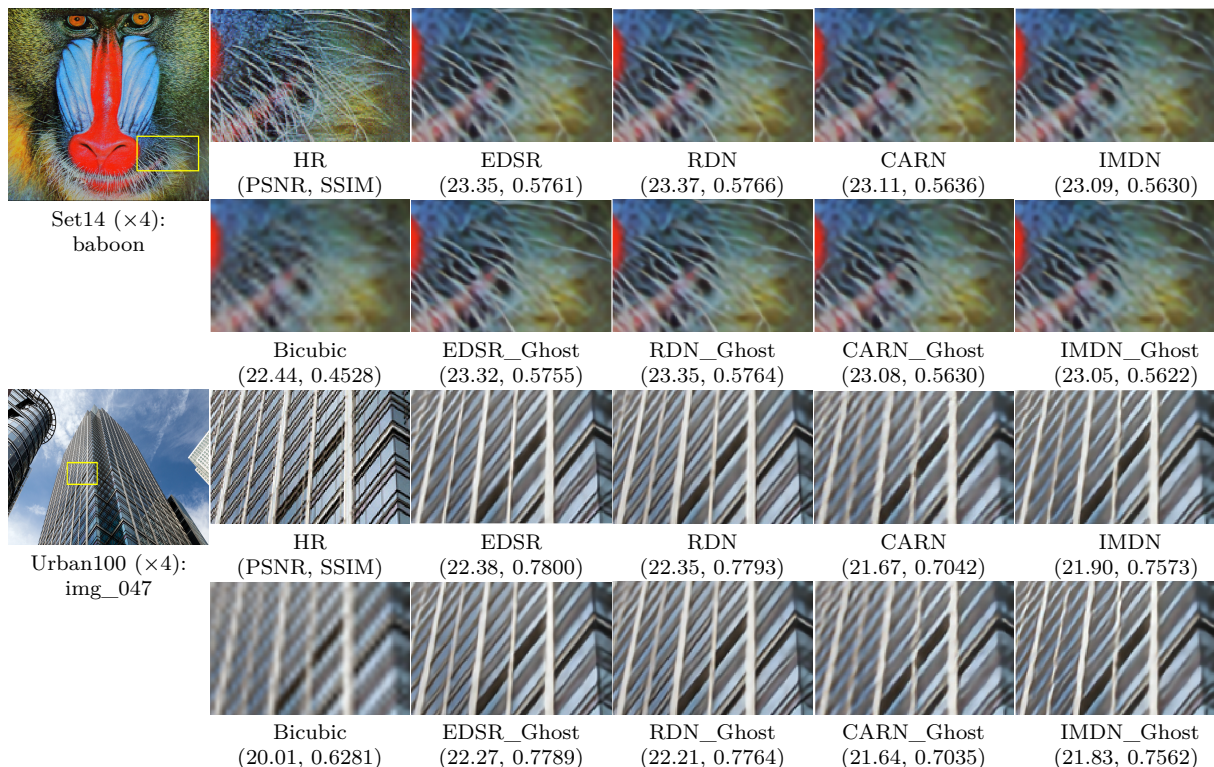 HR
(PSNR, SSIM)
EDSR
(23.35, 0.5761)
RDN
(23.37, 0.5766)
CARN
(23.11, 0.5636)
IMDN
(23.09, 0.5630)
Set14 (×4):
baboon
Bicubic
(22.44, 0.4528)
EDSR_Ghost
(23.32, 0.5755)
RDN_Ghost
(23.35, 0.5764)
CARN_Ghost
(23.08, 0.5630)
IMDN_Ghost
(23.05, 0.5622)
HR
(PSNR, SSIM)
EDSR
(22.38, 0.7800)
RDN
(22.35, 0.7793)
CARN
(21.67, 0.7042)
IMDN
(21.90, 0.7573)
Urban100 (×4):
img_047
Bicubic
(20.01, 0.6281)
EDSR_Ghost
(22.27, 0.7789)
RDN_Ghost
(22.21, 0.7764)
CARN_Ghost
(21.64, 0.7035)
IMDN_Ghost
(21.83, 0.7562)